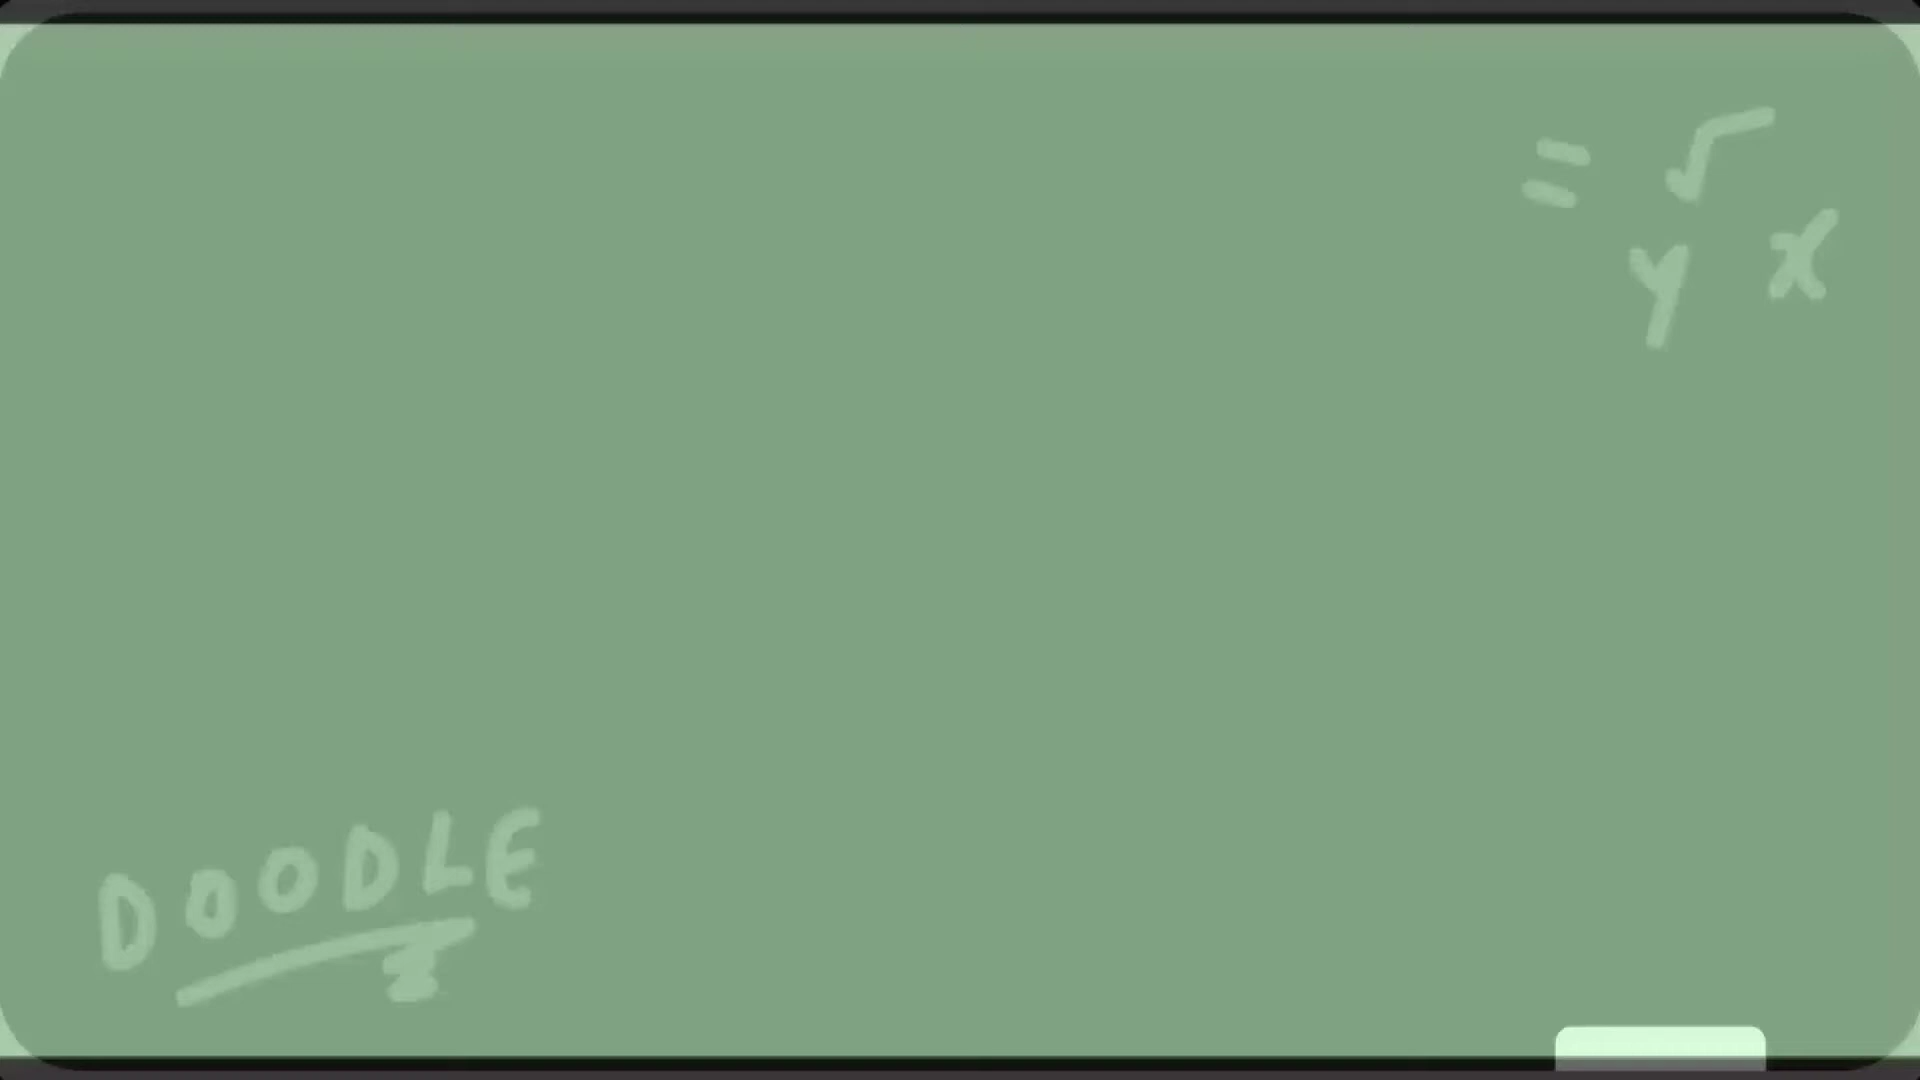 = √
y x
DOODLE